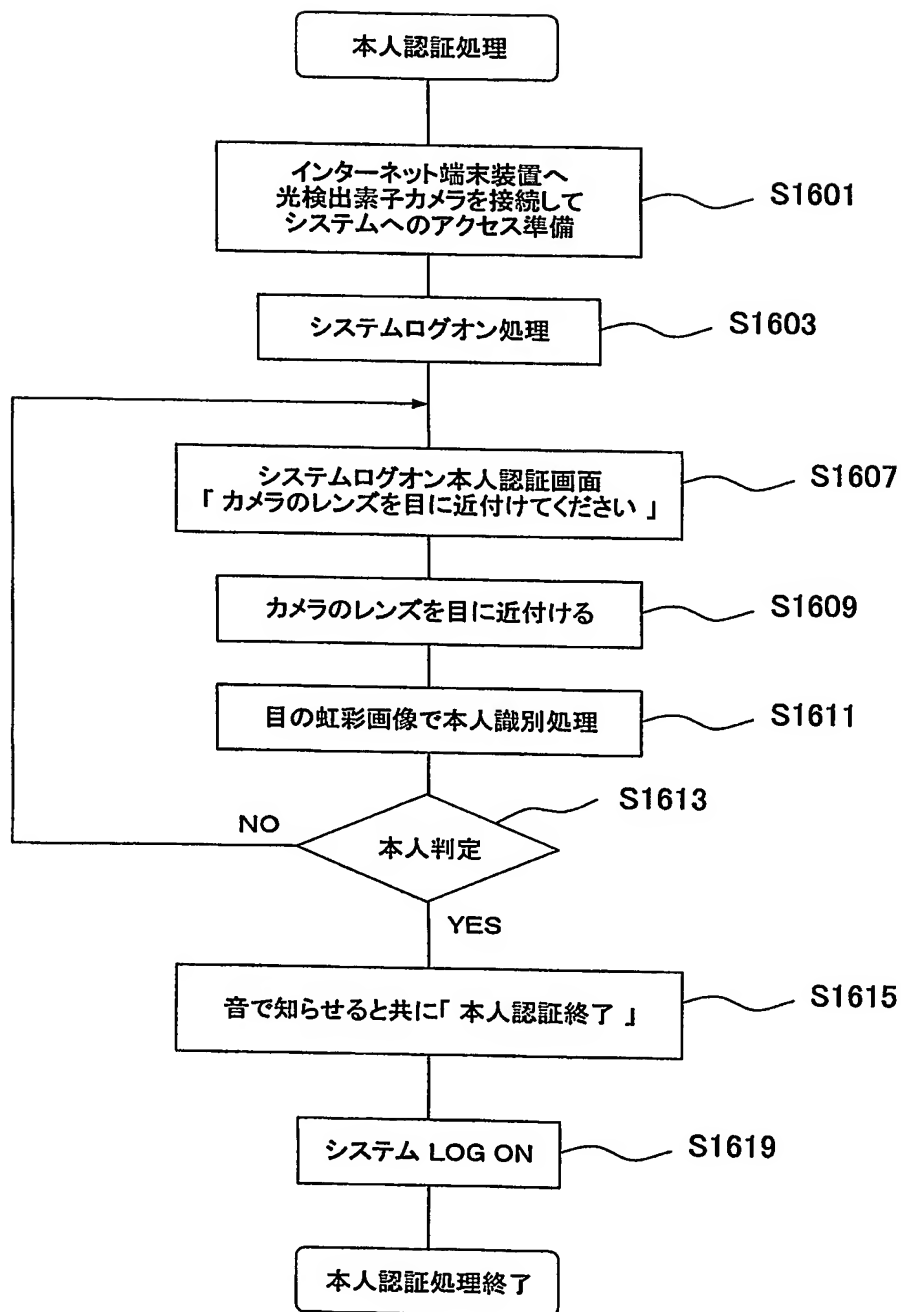 本人認証処理
インターネット端末装置へ
光検出素子カメラを接続して
システムへのアクセス準備
S1601
システムログオン処理
S1603
システムログオン本人認証画面
「 カメラのレンズを目に近付けてください 」
S1607
カメラのレンズを目に近付ける
S1609
目の虹彩画像で本人識別処理
S1611
S1613
NO
本人判定
YES
音で知らせると共に「 本人認証終了 」
S1615
システム LOG ON
S1619
本人認証処理終了